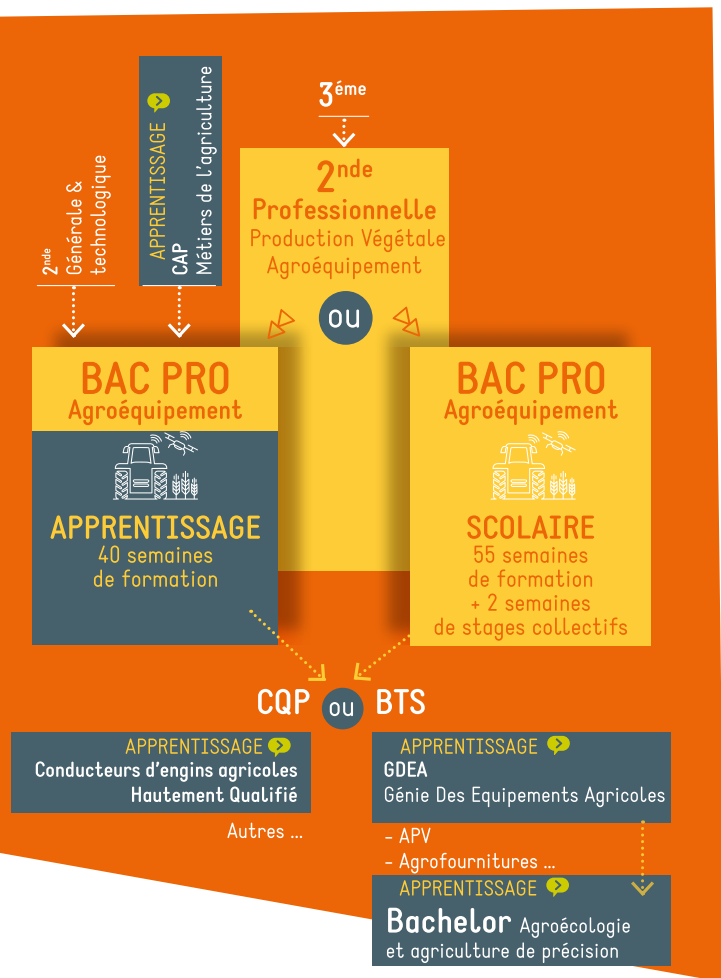 3éme
2nde
Professionnelle
Production Végétale
Agroéquipement
2nde
Générale &
technologique
APPRENTISSAGE
CAP
Métiers de l'agriculture
ou
BAC PRO
Agroéquipement
APPRENTISSAGE
40 semaines
de formation
BAC PRO
Agroéquipement
SCOLAIRE
55 semaines
de formation
+ 2 semaines
de stages collectifs
CQP ou BTS
APPRENTISSAGE
Conducteurs d'engins agricoles
Hautement Qualifié
Autres ...
APPRENTISSAGE
GDEA
Génie Des Equipements Agricoles
- APV
- Agrofournitures ...
APPRENTISSAGE
Bachelor Agroécologie
et agriculture de précision